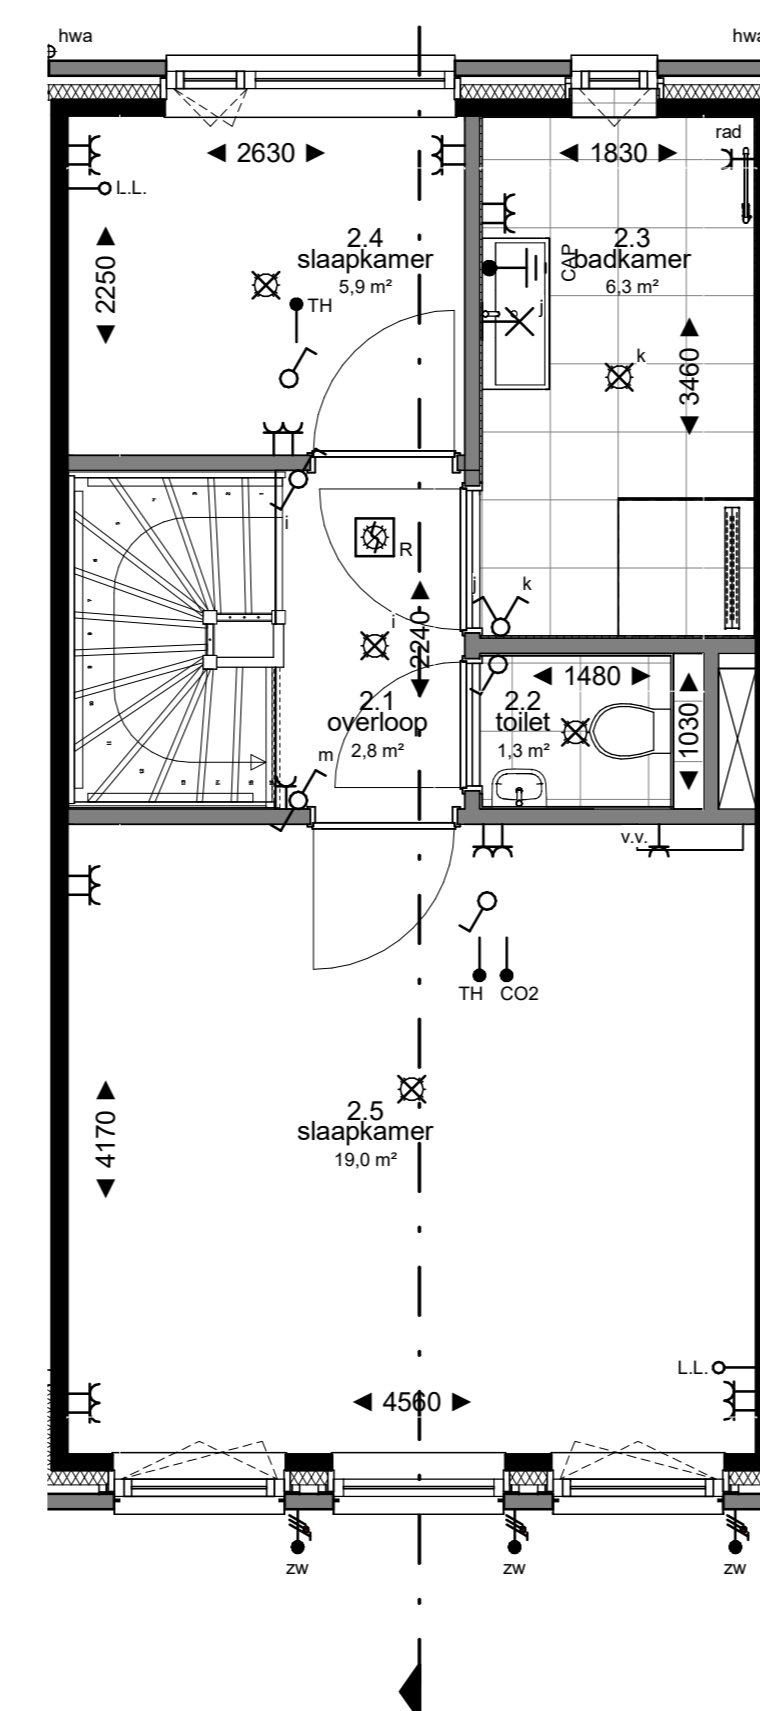 hwa
hwa
2630
1830
rad
L.L.
2.4
slaapkamer
5,9 m²
2250
TH
CAP
2.3
badkamer
6,3 m²
j
k
3460
i
R
j
k
i
2240
2.1
overloop
2,8 m²
m
1480
2.2
toilet
1,3 m²
1030
v.v.
TH
CO2
2.5
slaapkamer
19,0 m²
4170
L.L.
4560
zw
zw
zw